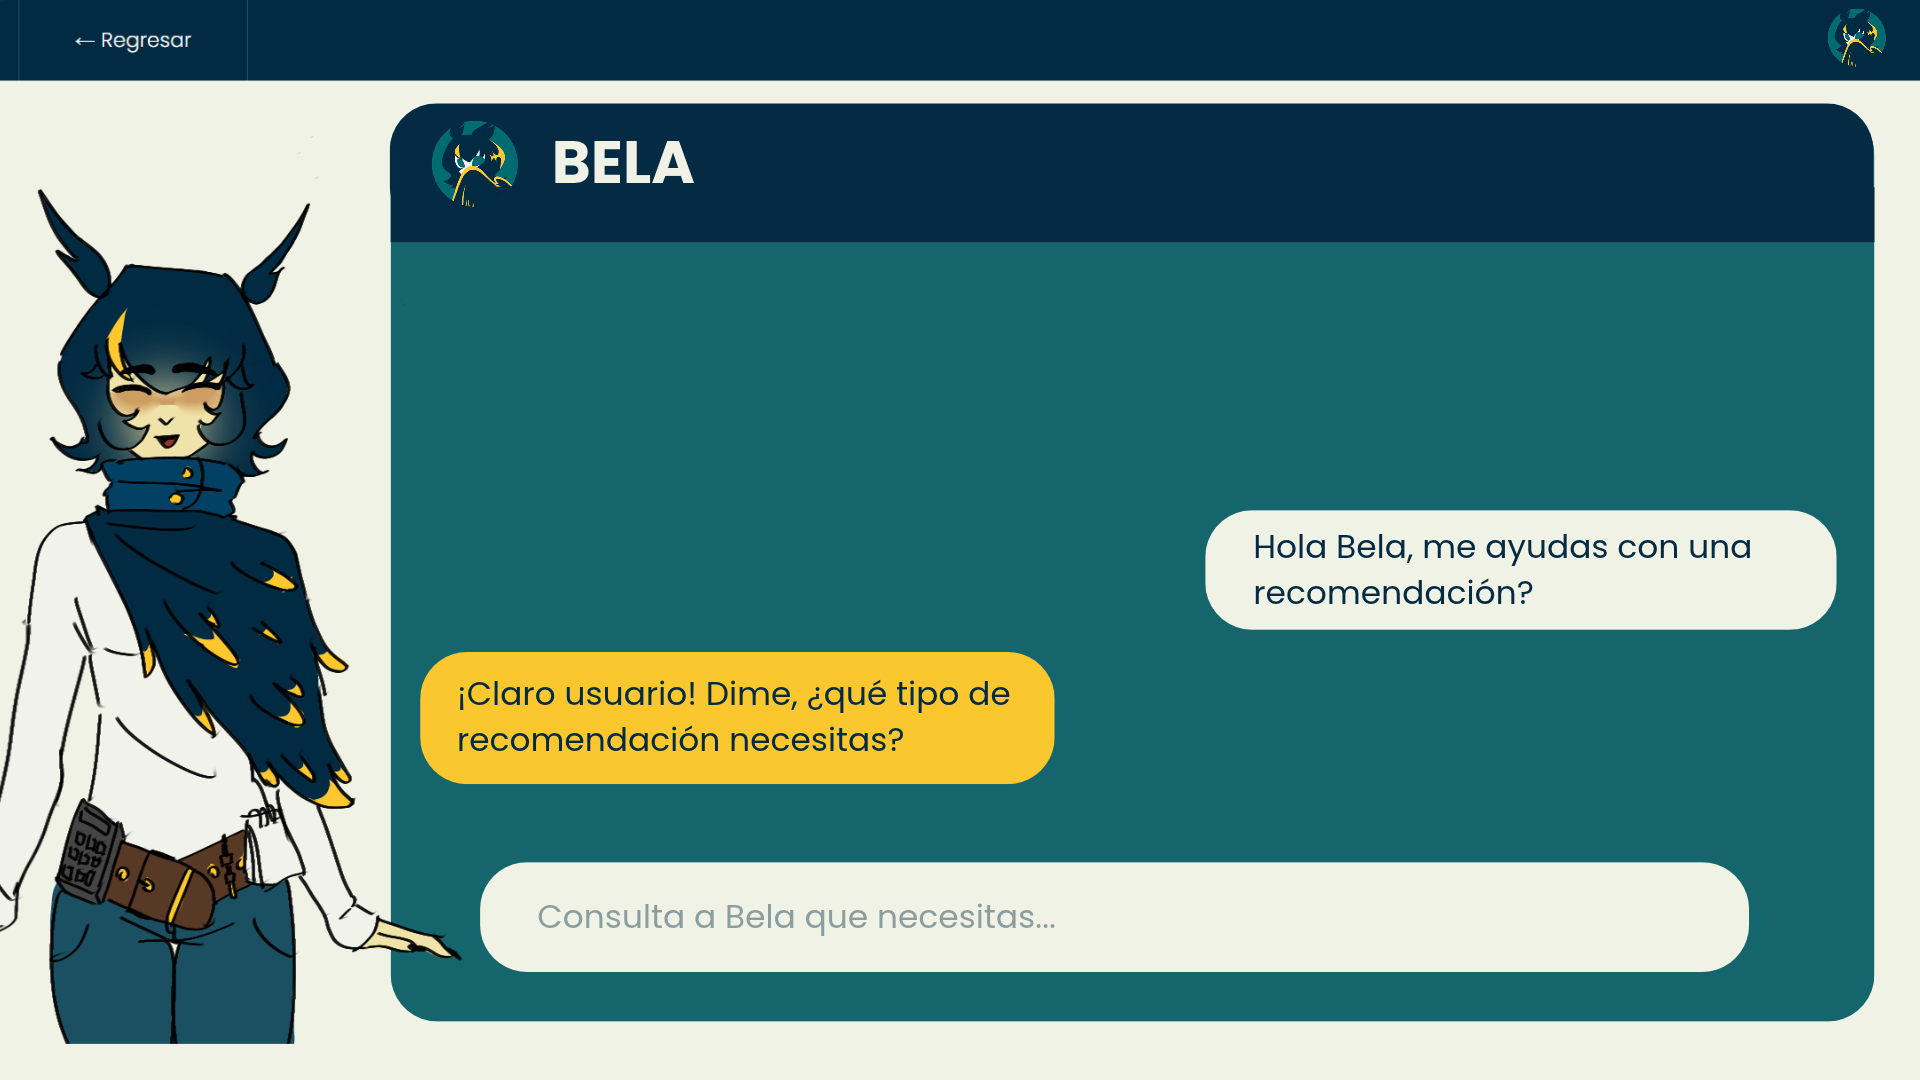 ← Regresar
BELA
Hola Bela, me ayudas con una
recomendación?
¡Claro usuario! Dime, ¿qué tipo de
recomendación necesitas?
Consulta a Bela que necesitas...